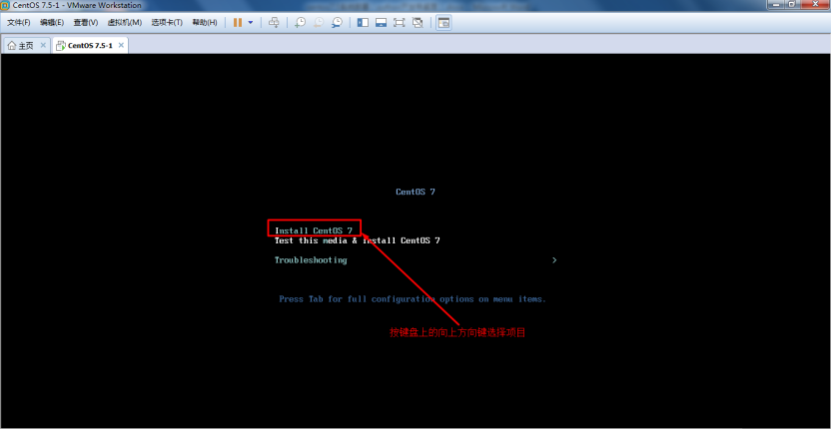 CentOS 7.5-1 - VMware Workstation
文件(F) 编辑(E) 查看(V) 虚拟机(M) 选项卡(T) 帮助(H)
主页 CentOS 7.5-1
CentOS 7
Install CentOS 7
Test this media & install CentOS 7
Troubleshooting >
Press Tab for full configuration options on menu items.
按键盘上的向上方向键选择项目